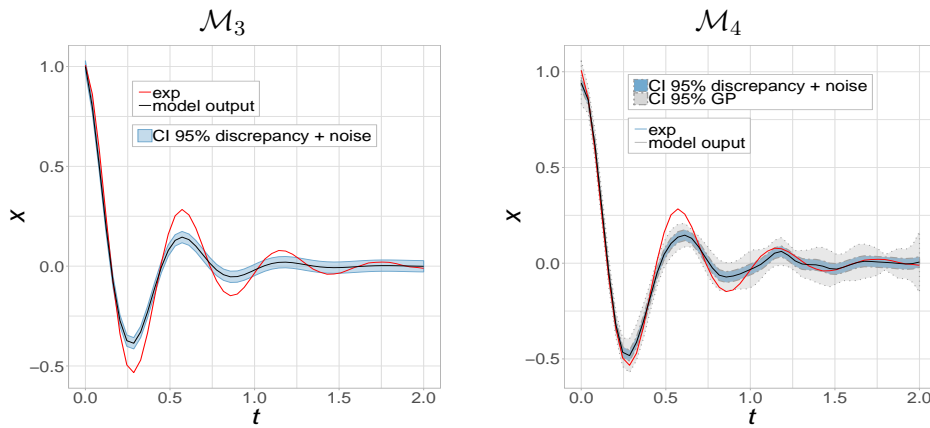 M₃
1.0
0.5
0.0
−0.5
x
exp
model output
CI 95% discrepancy + noise
0.0 0.5 1.0 1.5 2.0
t
M₄
1.0
0.5
0.0
−0.5
x
CI 95% discrepancy + noise
CI 95% GP
exp
model ouput
0.0 0.5 1.0 1.5 2.0
t